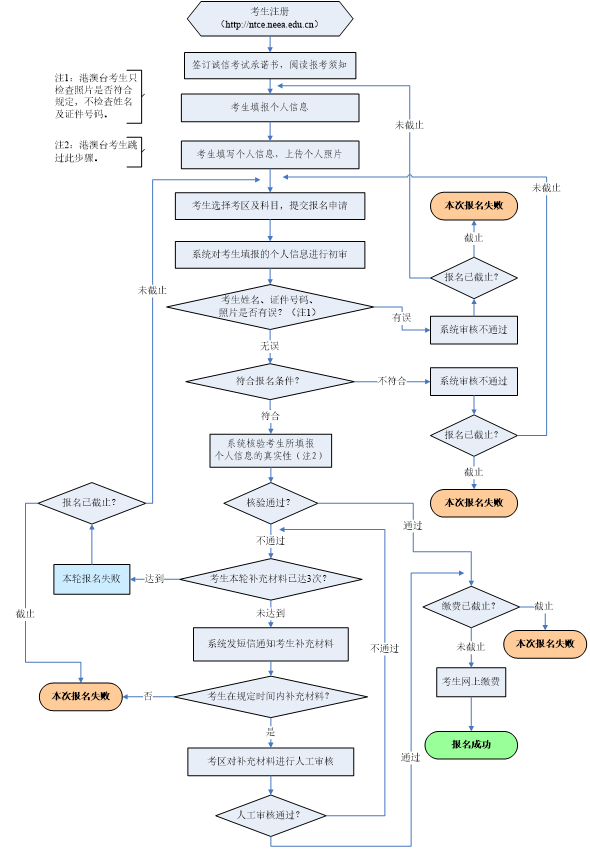 考生注册
（http://ntce.neea.edu.cn）
签订诚信考试承诺书，阅读报考须知
注1：港澳台考生只
检查照片是否符合
规定，不检查姓名
及证件号码。
考生填报个人信息
未截止
注2：港澳台考生跳
过此步骤。
考生填写个人信息，上传个人照片
未截止
考生选择考区及科目，提交报名申请
本次报名失败
截止
系统对考生填报的个人信息进行初审
报名已截止？
未截止
考生姓名、证件号码、
照片是否有误？（注1）
有误
系统审核不通过
无误
符合报名条件？
不符合
系统审核不通过
符合
报名已截止？
系统核验考生所填报
个人信息的真实性（注2）
截止
报名已截止？
核验通过？
本次报名失败
通过
不通过
本轮报名失败
达到
考生本轮补充材料已达3次？
缴费已截止？
截止
截止
未达到
系统发短信通知考生补充材料
不通过
未截止
本次报名失败
考生网上缴费
本次报名失败
否
考生在规定时间内补充材料？
是
报名成功
考区对补充材料进行人工审核
通过
人工审核通过？